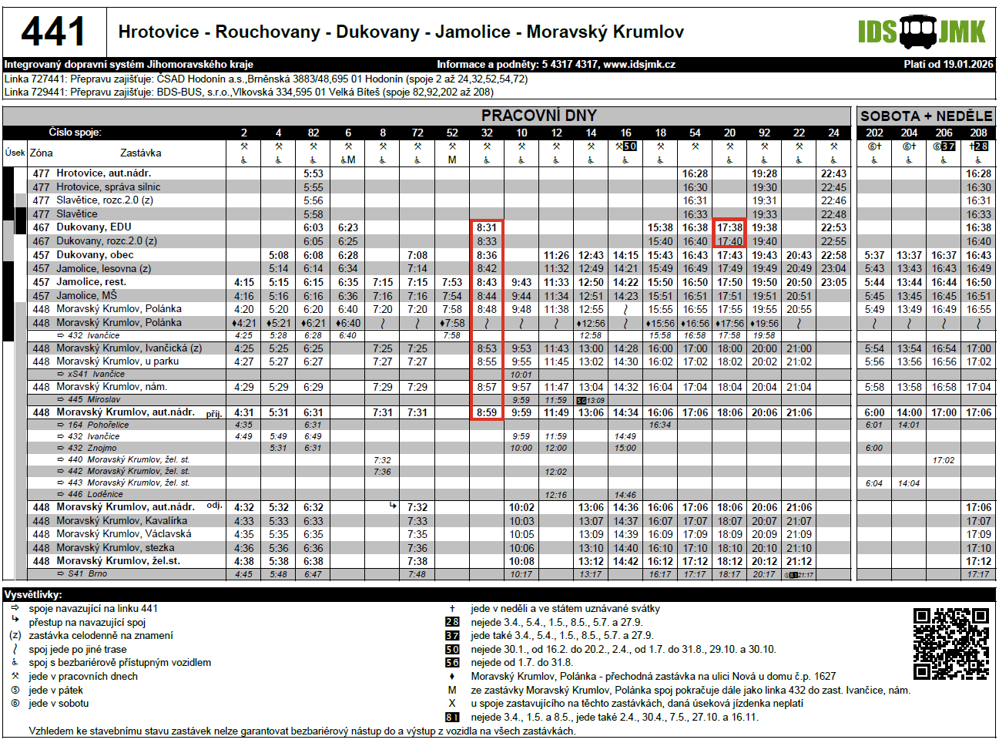 441 Hrotovice - Rouchovany - Dukovany - Jamolice - Moravský Krumlov IDS JMK
Integrovaný dopravní systém Jihomoravského kraje Informace a podněty: 5 4317 4317, www.idsjmk.cz Platí od 19.01.2026
Linka 727441: Přepravu zajišťuje: ČSAD Hodonín a.s.,Brněnská 3883/48,695 01 Hodonín (spoje 2 až 24,32,52,54,72)
Linka 729441: Přepravu zajišťuje: BDS-BUS, s.r.o.,Vlkovská 334,595 01 Velká Bíteš (spoje 82,92,202 až 208)
PRACOVNÍ DNY SOBOTA + NEDĚLE
Číslo spoje: 2 4 82 6 8 72 52 32 10 12 14 16 18 54 20 92 22 24 202 204 206 208
Úsek Zóna Zastávka ⚒ ⚒ ⚒ ⚒ ⚒ ⚒ ⚒ ⚒ ⚒ ⚒ ⚒ ⚒50 ⚒ ⚒ ⚒ ⚒ ⚒ ⚒ ⑥† ⑥† ⑥37 †28
♿ ♿ ♿ ♿M ♿ ♿ M ♿ ♿ ♿ ♿ ♿ ♿ ♿ ♿ ♿ ♿ ♿ ♿ ♿
477 Hrotovice, aut.nádr. 5:53 16:28 19:28 22:43 16:28
477 Hrotovice, správa silnic 5:55 16:30 19:30 22:45 16:30
477 Slavětice, rozc.2.0 (z) 5:56 16:31 19:31 22:46 16:31
477 Slavětice 5:58 16:33 19:33 22:48 16:33
467 Dukovany, EDU 6:03 6:23 8:31 15:38 16:38 17:38 19:38 22:53 16:38
467 Dukovany, rozc.2.0 (z) 6:05 6:25 8:33 15:40 16:40 17:40 19:40 22:55 16:40
457 Dukovany, obec 5:08 6:08 6:28 7:08 8:36 11:26 12:43 14:15 15:43 16:43 17:43 19:43 20:43 22:58 5:37 13:37 16:37 16:43
457 Jamolice, lesovna (z) 5:14 6:14 6:34 7:14 8:42 11:32 12:49 14:21 15:49 16:49 17:49 19:49 20:49 23:04 5:43 13:43 16:43 16:49
457 Jamolice, rest. 4:15 5:15 6:15 6:35 7:15 7:15 7:53 8:43 9:43 11:33 12:50 14:22 15:50 16:50 17:50 19:50 20:50 23:05 5:44 13:44 16:44 16:50
457 Jamolice, MŠ 4:16 5:16 6:16 6:36 7:16 7:16 7:54 8:44 9:44 11:34 12:51 14:23 15:51 16:51 17:51 19:51 20:51 5:45 13:45 16:45 16:51
448 Moravský Krumlov, Polánka 4:20 5:20 6:20 6:40 7:20 7:20 7:58 8:48 9:48 11:38 12:55 ≀ 15:55 16:55 17:55 19:55 20:55 5:49 13:49 16:49 16:55
448 Moravský Krumlov, Polánka ♦4:21 ♦5:21 ♦6:21 ♦6:40 ≀ ≀ ♦7:58 ≀ ≀ ≀ ♦12:56 ≀ ♦15:56 ♦16:56 ♦17:56 ♦19:56 ≀ ≀ ≀ ≀ ≀
⇨ 432 Ivančice 4:25 5:28 6:28 6:40 7:58 12:58 15:58 16:58 17:58 19:58
448 Moravský Krumlov, Ivančická (z) 4:25 5:25 6:25 7:25 7:25 8:53 9:53 11:43 13:00 14:28 16:00 17:00 18:00 20:00 21:00 5:54 13:54 16:54 17:00
448 Moravský Krumlov, u parku 4:27 5:27 6:27 7:27 7:27 8:55 9:55 11:45 13:02 14:30 16:02 17:02 18:02 20:02 21:02 5:56 13:56 16:56 17:02
⇨ xS41 Ivančice 10:01
448 Moravský Krumlov, nám. 4:29 5:29 6:29 7:29 7:29 8:57 9:57 11:47 13:04 14:32 16:04 17:04 18:04 20:04 21:04 5:58 13:58 16:58 17:04
⇨ 445 Miroslav 9:59 11:59 56 13:09
448 Moravský Krumlov, aut.nádr. příj. 4:31 5:31 6:31 7:31 7:31 8:59 9:59 11:49 13:06 14:34 16:06 17:06 18:06 20:06 21:06 6:00 14:00 17:00 17:06
⇨ 164 Pohořelice 4:35 6:31 16:34 6:01 14:01
⇨ 432 Ivančice 4:49 5:49 6:49 9:59 11:59 14:49
⇨ 432 Znojmo 5:31 6:31 10:00 12:00 15:00 6:00
⇨ 440 Moravský Krumlov, žel. st. 7:32 17:02
⇨ 442 Moravský Krumlov, žel. st. 7:36 12:02
⇨ 443 Moravský Krumlov, žel. st. 6:04 14:04
⇨ 446 Loděnice 12:16 14:46
448 Moravský Krumlov, aut.nádr. odj. 4:32 5:32 6:32 ↳ 7:32 10:02 13:06 14:36 16:06 17:06 18:06 20:06 21:06 17:06
448 Moravský Krumlov, Kavalírka 4:33 5:33 6:33 7:33 10:03 13:07 14:37 16:07 17:07 18:07 20:07 21:07 17:07
448 Moravský Krumlov, Václavská 4:35 5:35 6:35 7:35 10:05 13:09 14:39 16:09 17:09 18:09 20:09 21:09 17:09
448 Moravský Krumlov, stezka 4:36 5:36 6:36 7:36 10:06 13:10 14:40 16:10 17:10 18:10 20:10 21:10 17:10
448 Moravský Krumlov, žel.st. 4:38 5:38 6:38 7:38 10:08 13:12 14:42 16:12 17:12 18:12 20:12 21:12 17:12
⇨ S41 Brno 4:45 5:48 6:47 7:48 10:17 13:17 16:17 17:17 18:17 20:17 ⑤81 21:17 17:17
Vysvětlivky:
⇨ spoje navazující na linku 441
↳ přestup na navazující spoj
(z) zastávka celodenně na znamení
≀ spoj jede po jiné trase
♿ spoj s bezbariérově přístupným vozidlem
⚒ jede v pracovních dnech
⑤ jede v pátek
⑥ jede v sobotu
† jede v neděli a ve státem uznávané svátky
28 nejede 3.4., 5.4., 1.5., 8.5., 5.7. a 27.9.
37 jede také 3.4., 5.4., 1.5., 8.5., 5.7. a 27.9.
50 nejede 30.1., od 16.2. do 20.2., 2.4., od 1.7. do 31.8., 29.10. a 30.10.
56 nejede od 1.7. do 31.8.
♦ Moravský Krumlov, Polánka - přechodná zastávka na ulici Nová u domu č.p. 1627
M ze zastávky Moravský Krumlov, Polánka spoj pokračuje dále jako linka 432 do zast. Ivančice, nám.
X u spoje zastavujícího na těchto zastávkách, daná úseková jízdenka neplatí
81 nejede 3.4., 1.5. a 8.5., jede také 2.4., 30.4., 7.5., 27.10. a 16.11.
Vzhledem ke stavebnímu stavu zastávek nelze garantovat bezbariérový nástup do a výstup z vozidla na všech zastávkách.